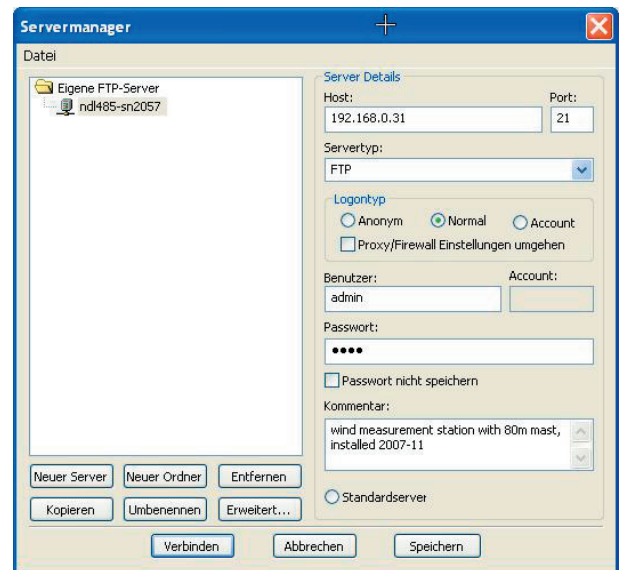 Servermanager
Datei
Eigene FTP-Server
ndl485-sn2057
Server Details
Host:
Port:
192.168.0.31
21
Servertyp:
FTP
Logontyp
Anonym
Normal
Account
Proxy/Firewall Einstellungen umgehen
Benutzer:
Account:
admin
Passwort:
••••
Passwort nicht speichern
Kommentar:
wind measurement station with 80m mast,
installed 2007-11
Standardserver
Neuer Server
Neuer Ordner
Entfernen
Kopieren
Umbenennen
Erweitert...
Verbinden
Abbrechen
Speichern